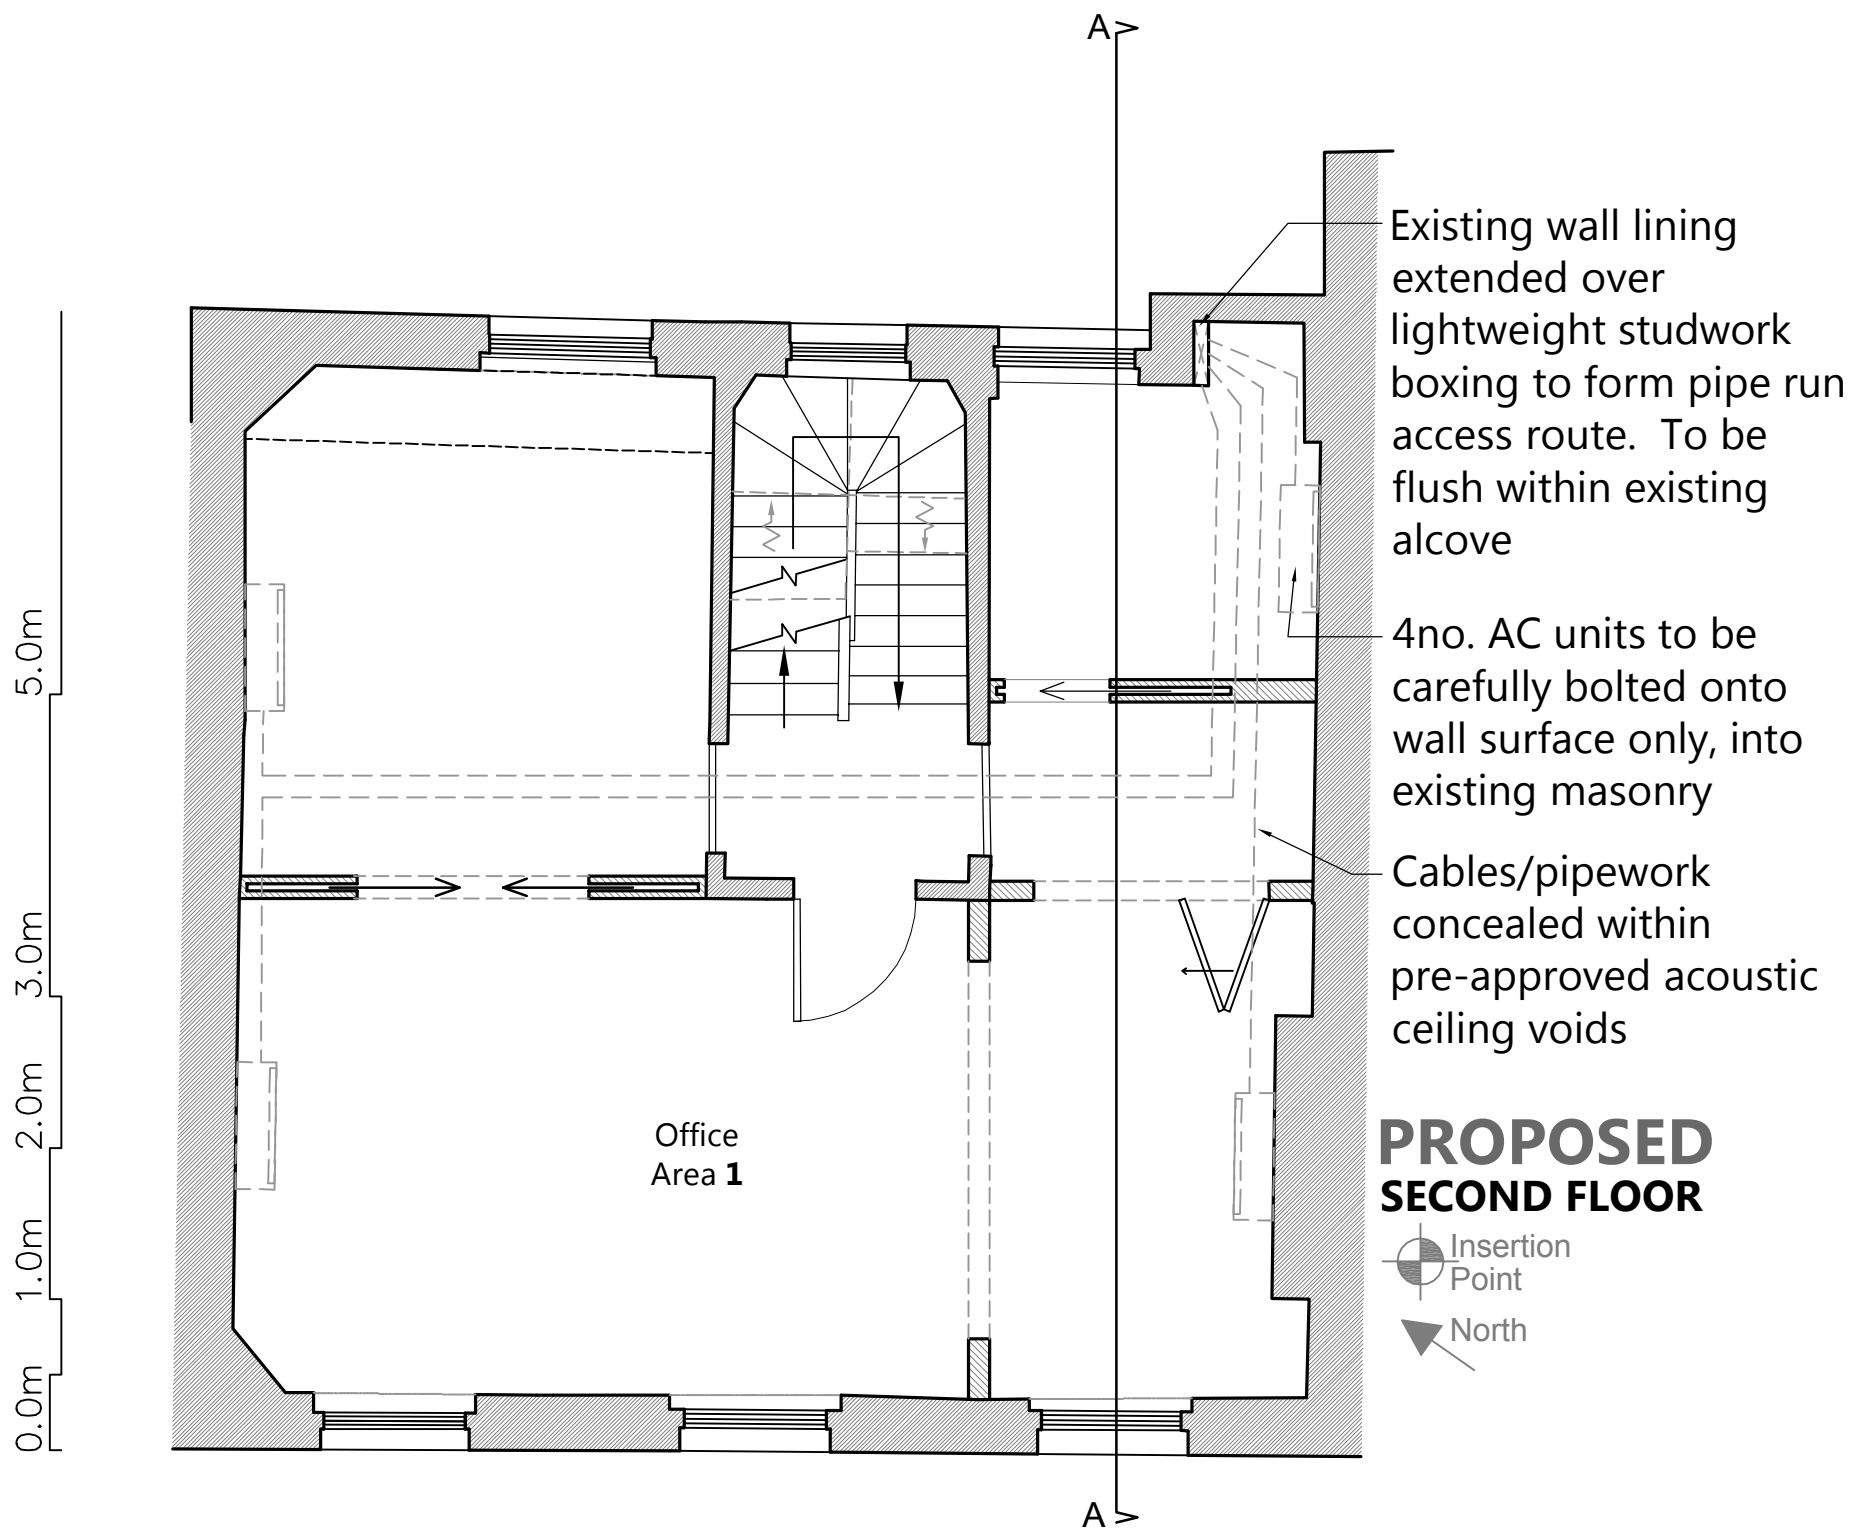 A
Existing wall lining
extended over
lightweight studwork
boxing to form pipe run
access route.  To be
flush within existing
alcove
4no. AC units to be
carefully bolted onto
wall surface only, into
existing masonry
Cables/pipework
concealed within
pre-approved acoustic
ceiling voids
5.0m
3.0m
2.0m
1.0m
0.0m
Office
Area 1
PROPOSED
SECOND FLOOR
Insertion
Point
North
A